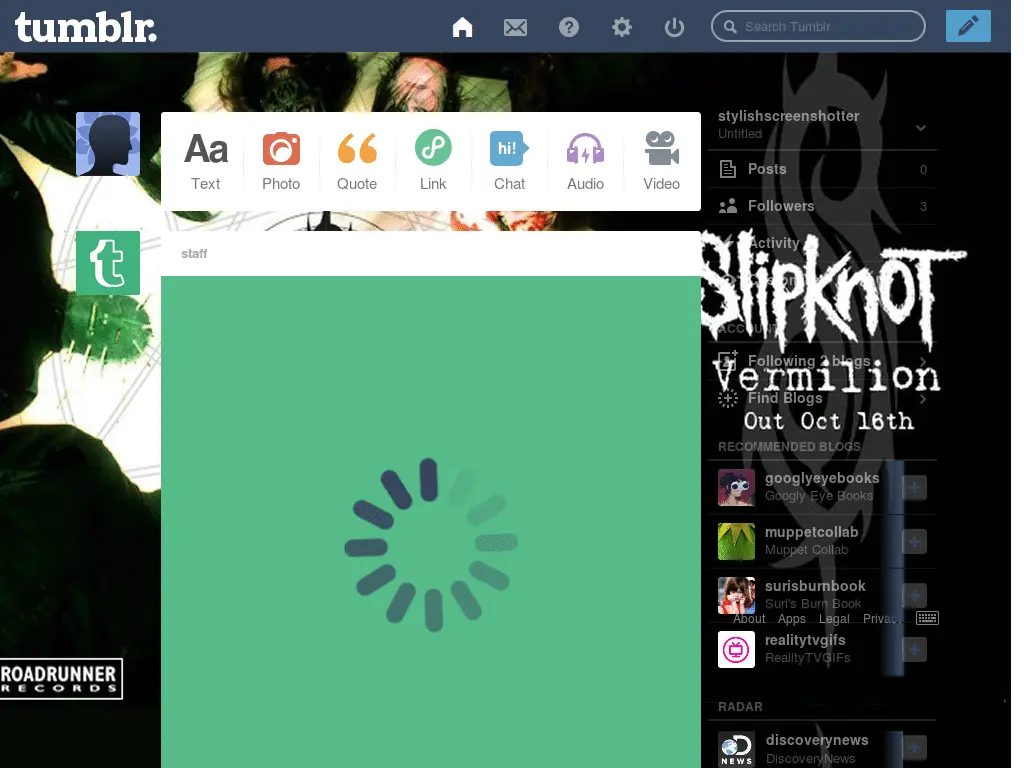 tumblr.
Search Tumblr
Aa
hi!
Text
Photo
Quote
Link
Chat
Audio
Video
staff
stylishscreenshotter
Untitled
Posts
0
Followers
3
Activity
SlipKnoT
ACCOUNT
Following 2 blogs
Vermilion
Find Blogs
Out Oct 16th
RECOMMENDED BLOGS
googlyeyebooks
Googly Eye Books
muppetcollab
Muppet Collab
surisburnbook
Suri's Burn Book
About Apps Legal
realitytvgifs
RealityTVGIFs
ROADRUNNER
RECORDS
RADAR
discoverynews
DiscoveryNews
NEWS